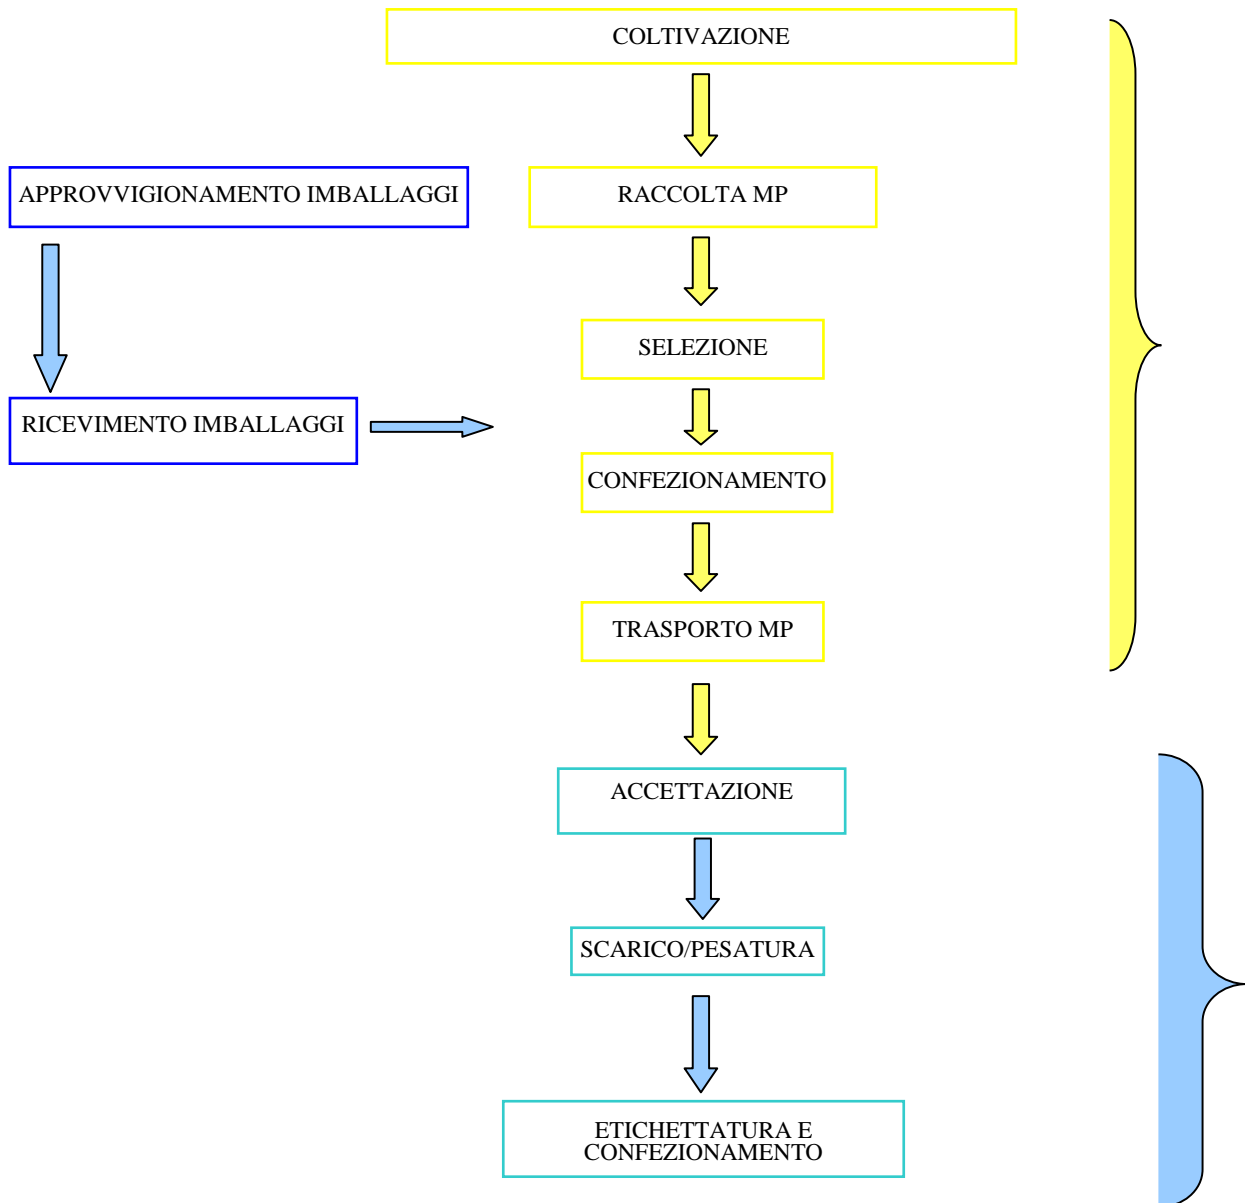 COLTIVAZIONE
APPROVVIGIONAMENTO IMBALLAGGI
RACCOLTA MP
SELEZIONE
RICEVIMENTO IMBALLAGGI
CONFEZIONAMENTO
TRASPORTO MP
ACCETTAZIONE
SCARICO/PESATURA
ETICHETTATURA E
CONFEZIONAMENTO